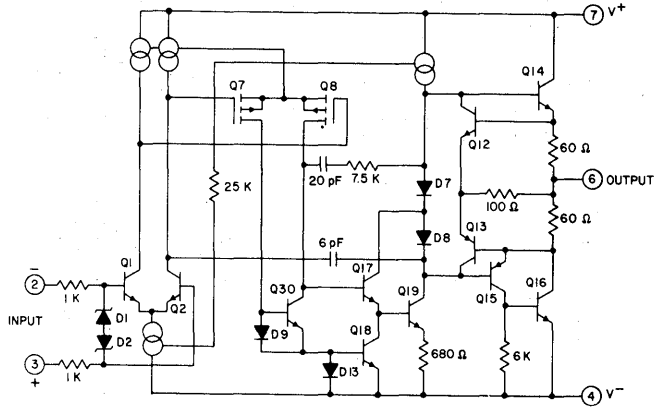 7 V+
Q14
Q7
Q8
Q12
60 Ω
6 OUTPUT
20 pF
7.5 K
25 K
D7
100 Ω
60 Ω
D8
Q13
6 pF
Q1
Q17
2 −
1 K
Q2
Q30
Q19
Q15
Q16
D1
INPUT
D2
D9
Q18
680 Ω
6 K
3 +
1 K
D13
4 V−